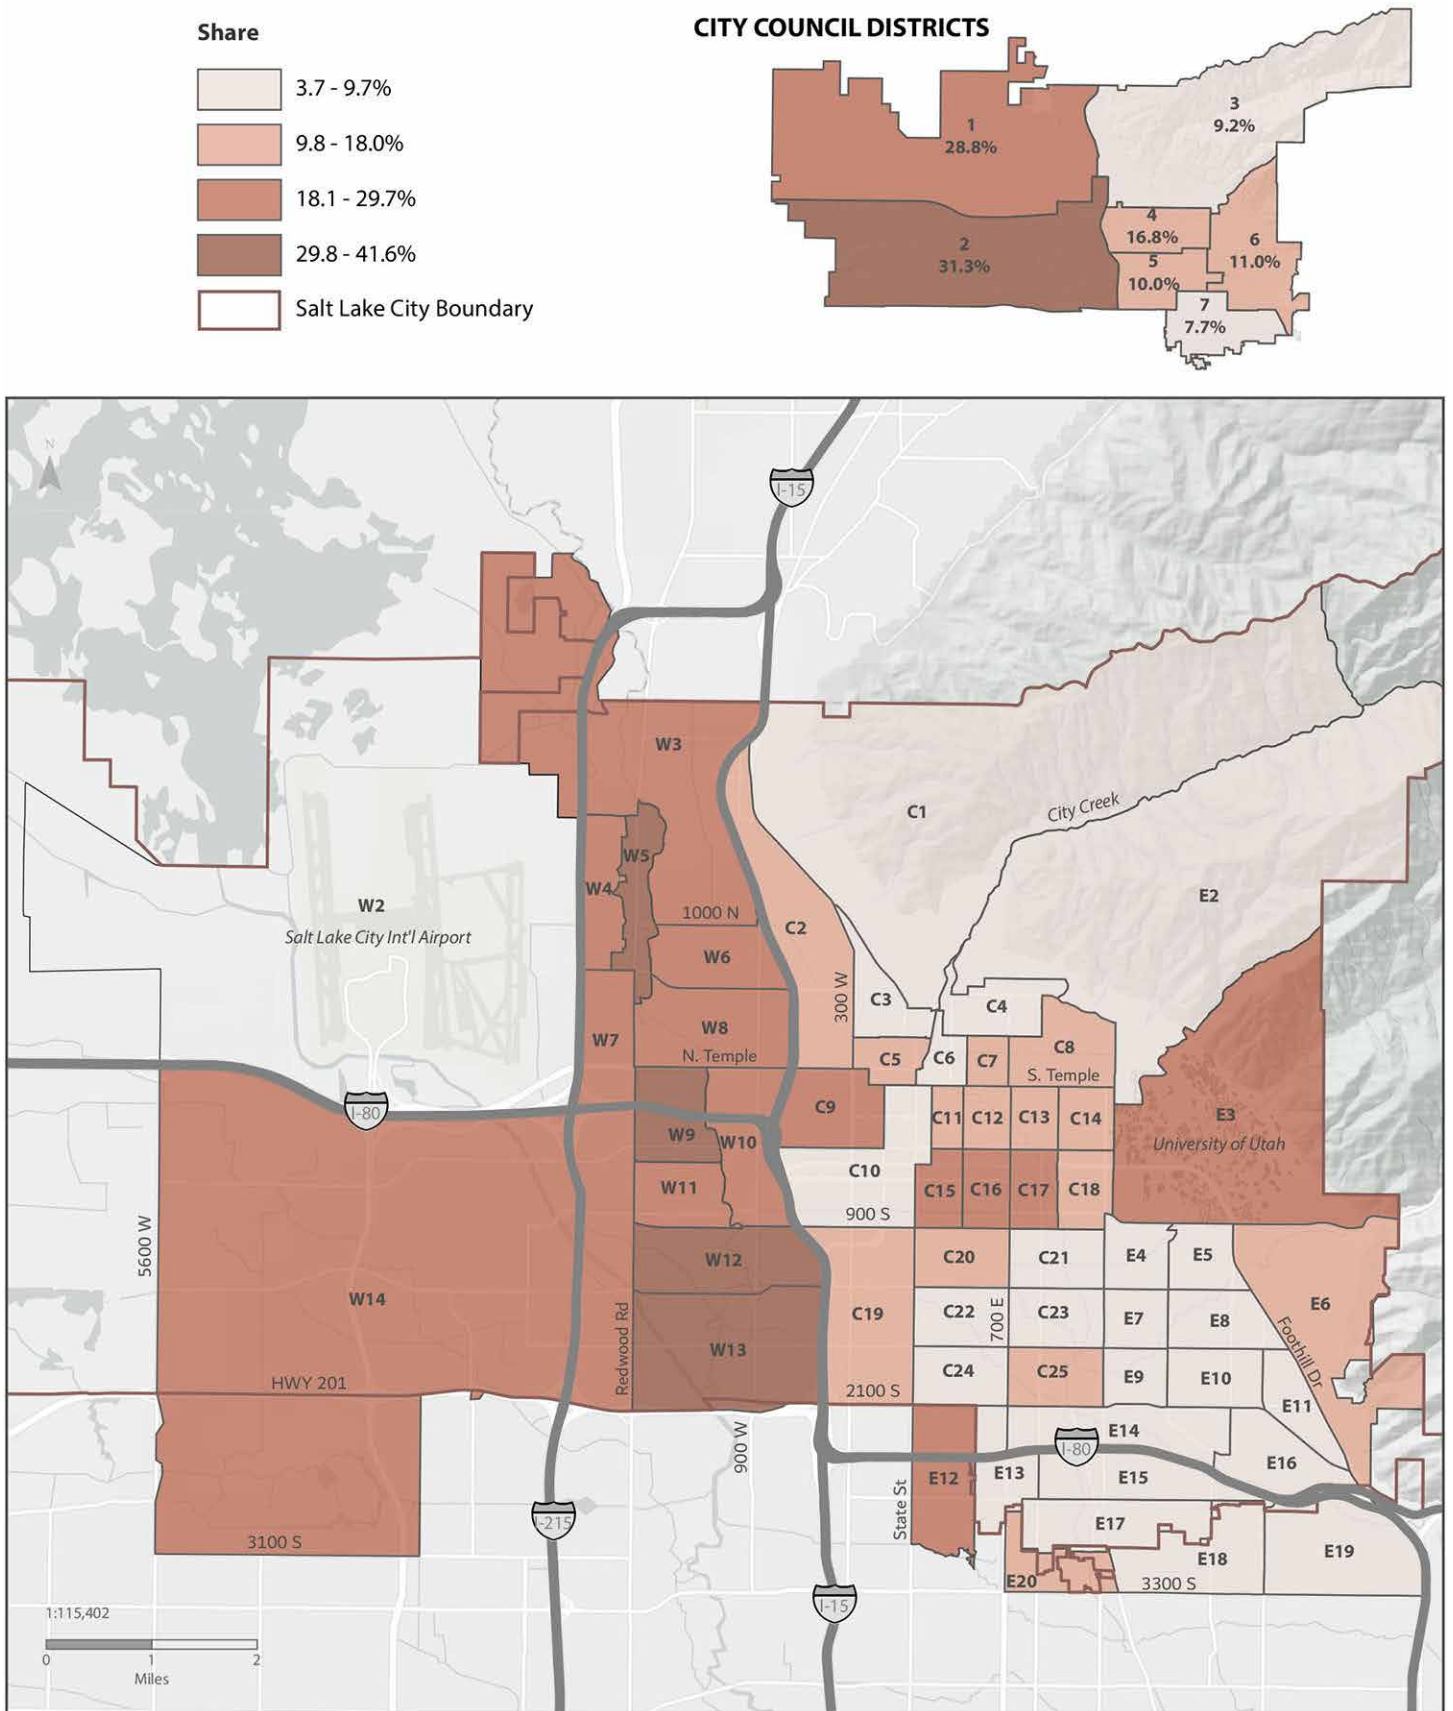 Share
3.7 - 9.7%
9.8 - 18.0%
18.1 - 29.7%
29.8 - 41.6%
Salt Lake City Boundary
CITY COUNCIL DISTRICTS
1
28.8%
3
9.2%
2
31.3%
4
16.8%
6
11.0%
5
10.0%
7
7.7%
N
I-15
W3
C1
City Creek
W5
W4
E2
W2
Salt Lake City Int'l Airport
1000 N
C2
W6
300 W
C3
C4
W7
W8
N. Temple
C5
C6
C7
C8
S. Temple
I-80
C9
W9
W10
C11
C12
C13
C14
E3
University of Utah
C10
W11
C15
C16
C17
C18
900 S
5600 W
W12
C20
C21
E4
E5
W14
C19
C22
700 E
C23
E7
E8
E6
Foothill Dr
Redwood Rd
W13
HWY 201
2100 S
C24
C25
E9
E10
E11
900 W
E14
I-80
State St
E12
E13
E15
E16
I-215
E17
3100 S
E18
E19
E20
3300 S
I-15
1:115,402
0
1
2
Miles